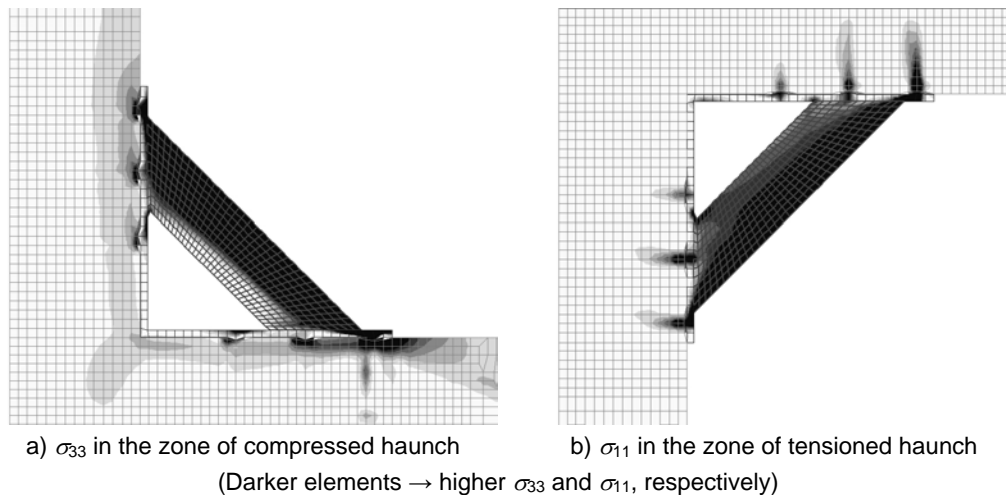 a) σ33 in the zone of compressed haunch
b) σ11 in the zone of tensioned haunch
(Darker elements → higher σ33 and σ11, respectively)